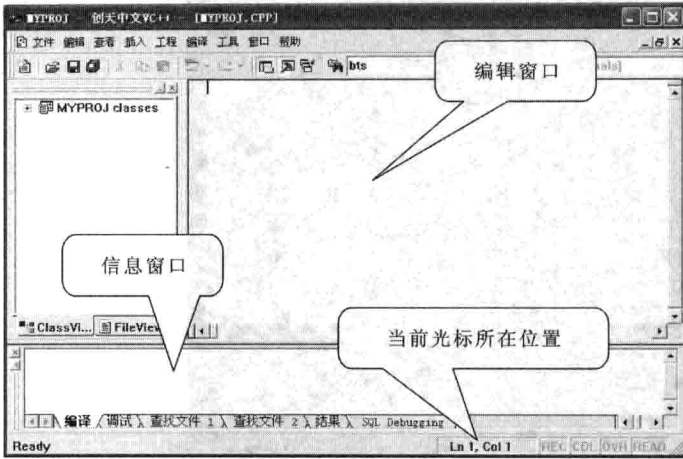 MYPROJ - 创天中文VC++ - [MYPROJ.CPP]
文件 编辑 查看 插入 工程 编译 工具 窗口 帮助
bts
编辑窗口
MYPROJ classes
信息窗口
ClassVi... FileView
当前光标所在位置
编译 调试 查找文件 1 查找文件 2 结果 SQL Debugging
Ready
Ln 1, Col 1 REC COL OVR READ